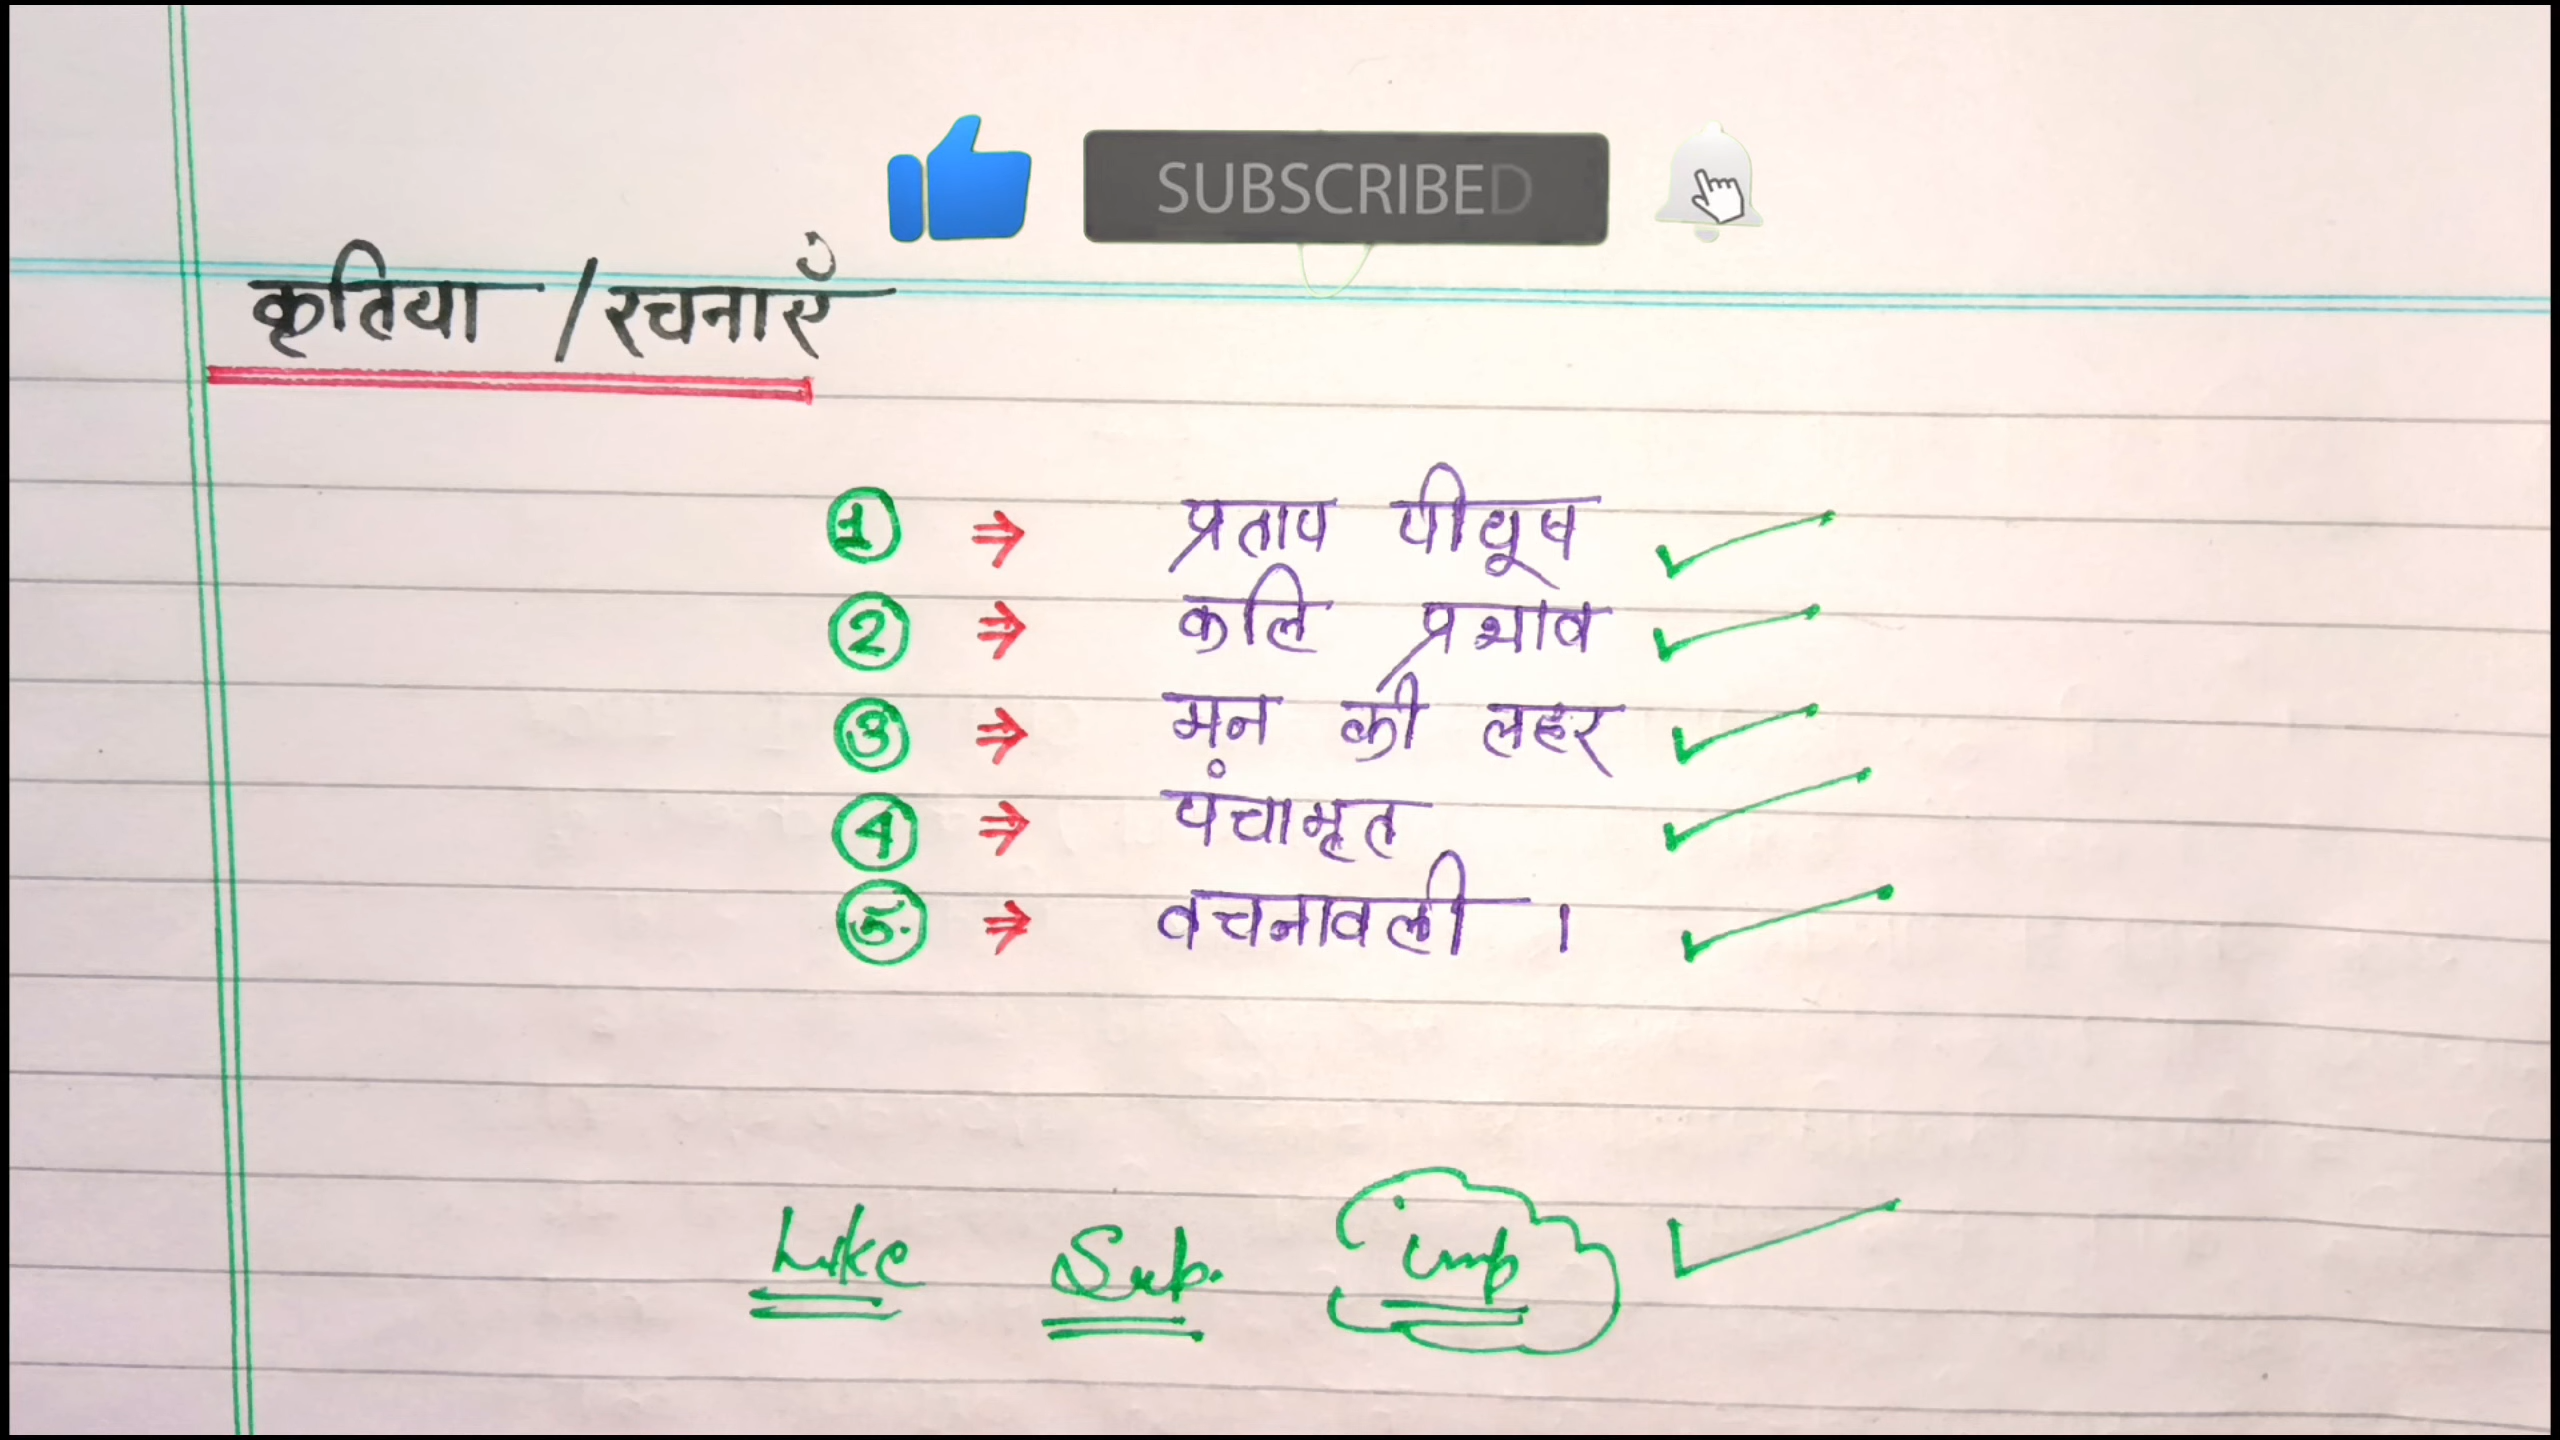 SUBSCRIBED
कृतिया / रचनाएँ
1 ⇒ प्रताप पीयूष ✓
2 ⇒ कलि प्रभाव ✓
3 ⇒ मन की लहर ✓
4 ⇒ पंचामृत ✓
5. ⇒ वचनावली । ✓
Like Sub. imp ✓